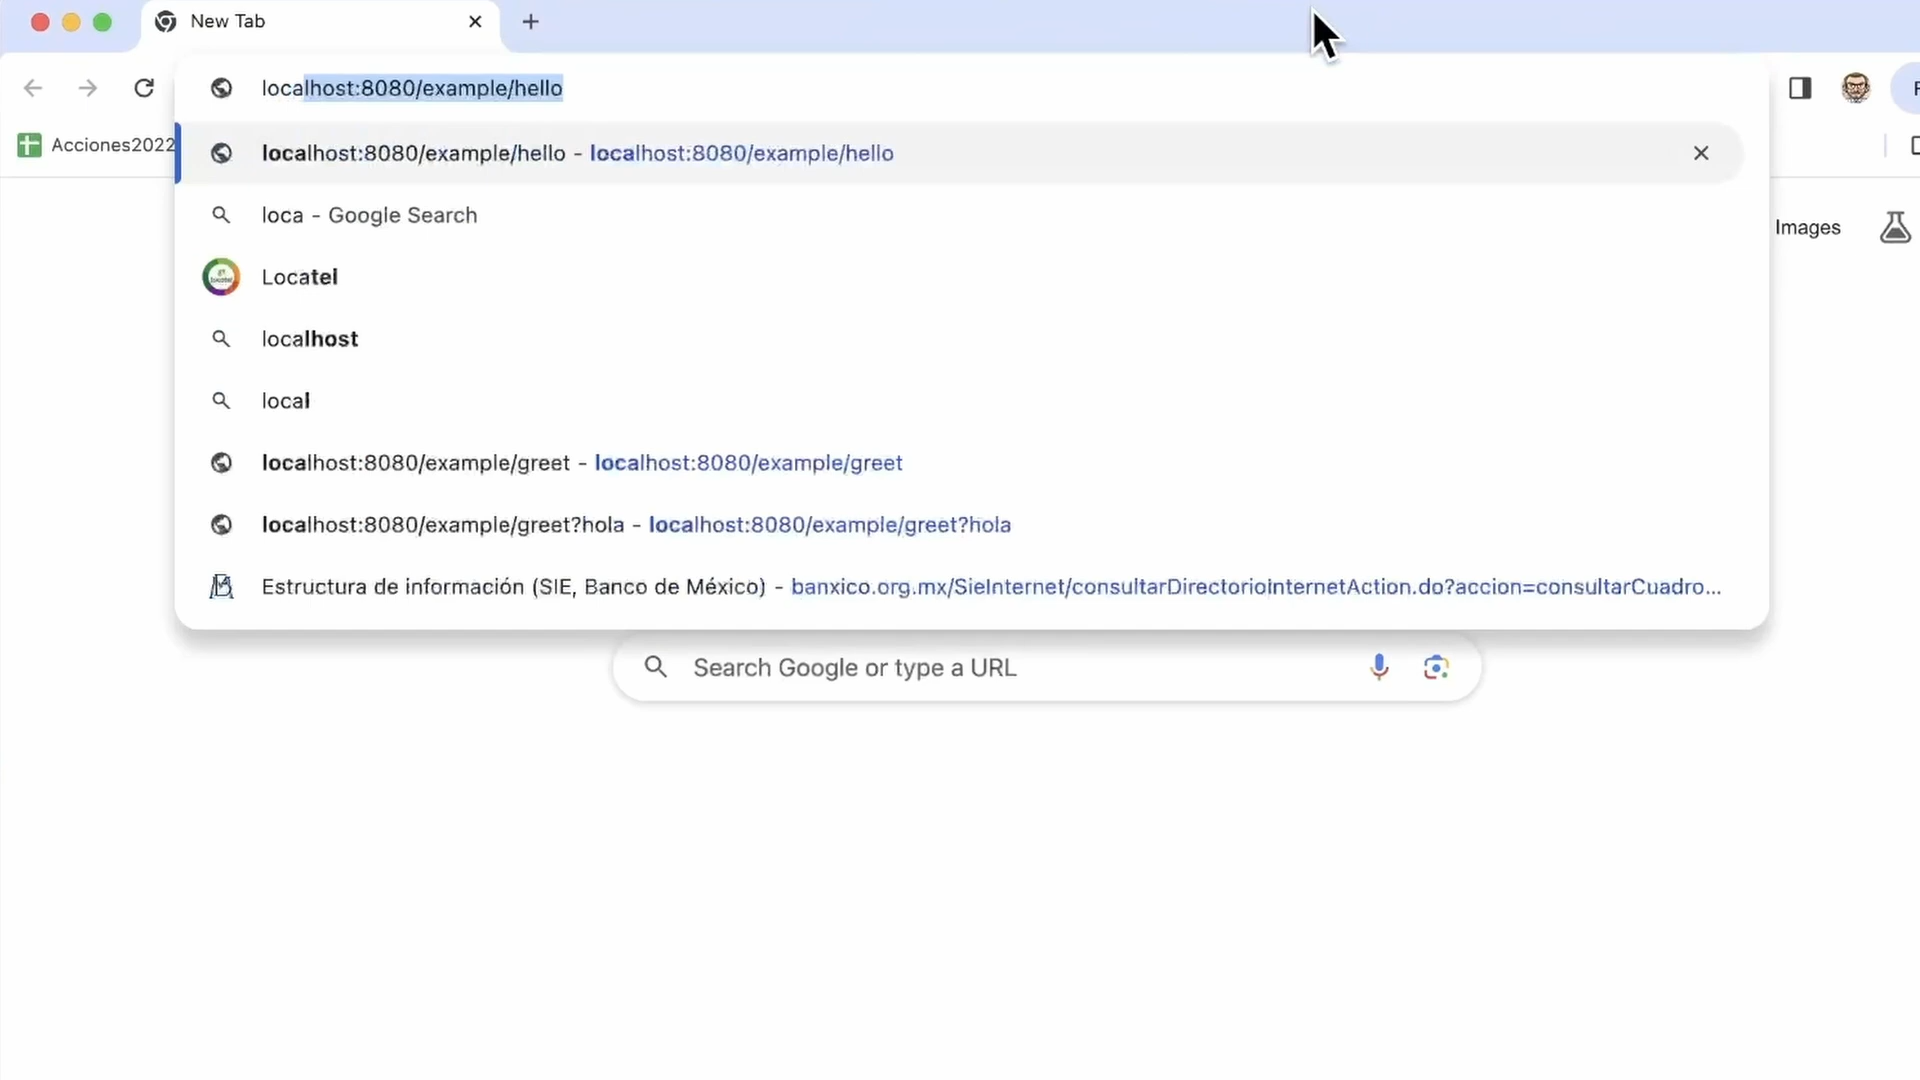 New Tab
localhost:8080/example/hello
Acciones2022
localhost:8080/example/hello - localhost:8080/example/hello
loca - Google Search
Images
Locatel
localhost
local
localhost:8080/example/greet - localhost:8080/example/greet
localhost:8080/example/greet?hola - localhost:8080/example/greet?hola
Estructura de información (SIE, Banco de México) - banxico.org.mx/SieInternet/consultarDirectorioInternetAction.do?accion=consultarCuadro...
Search Google or type a URL